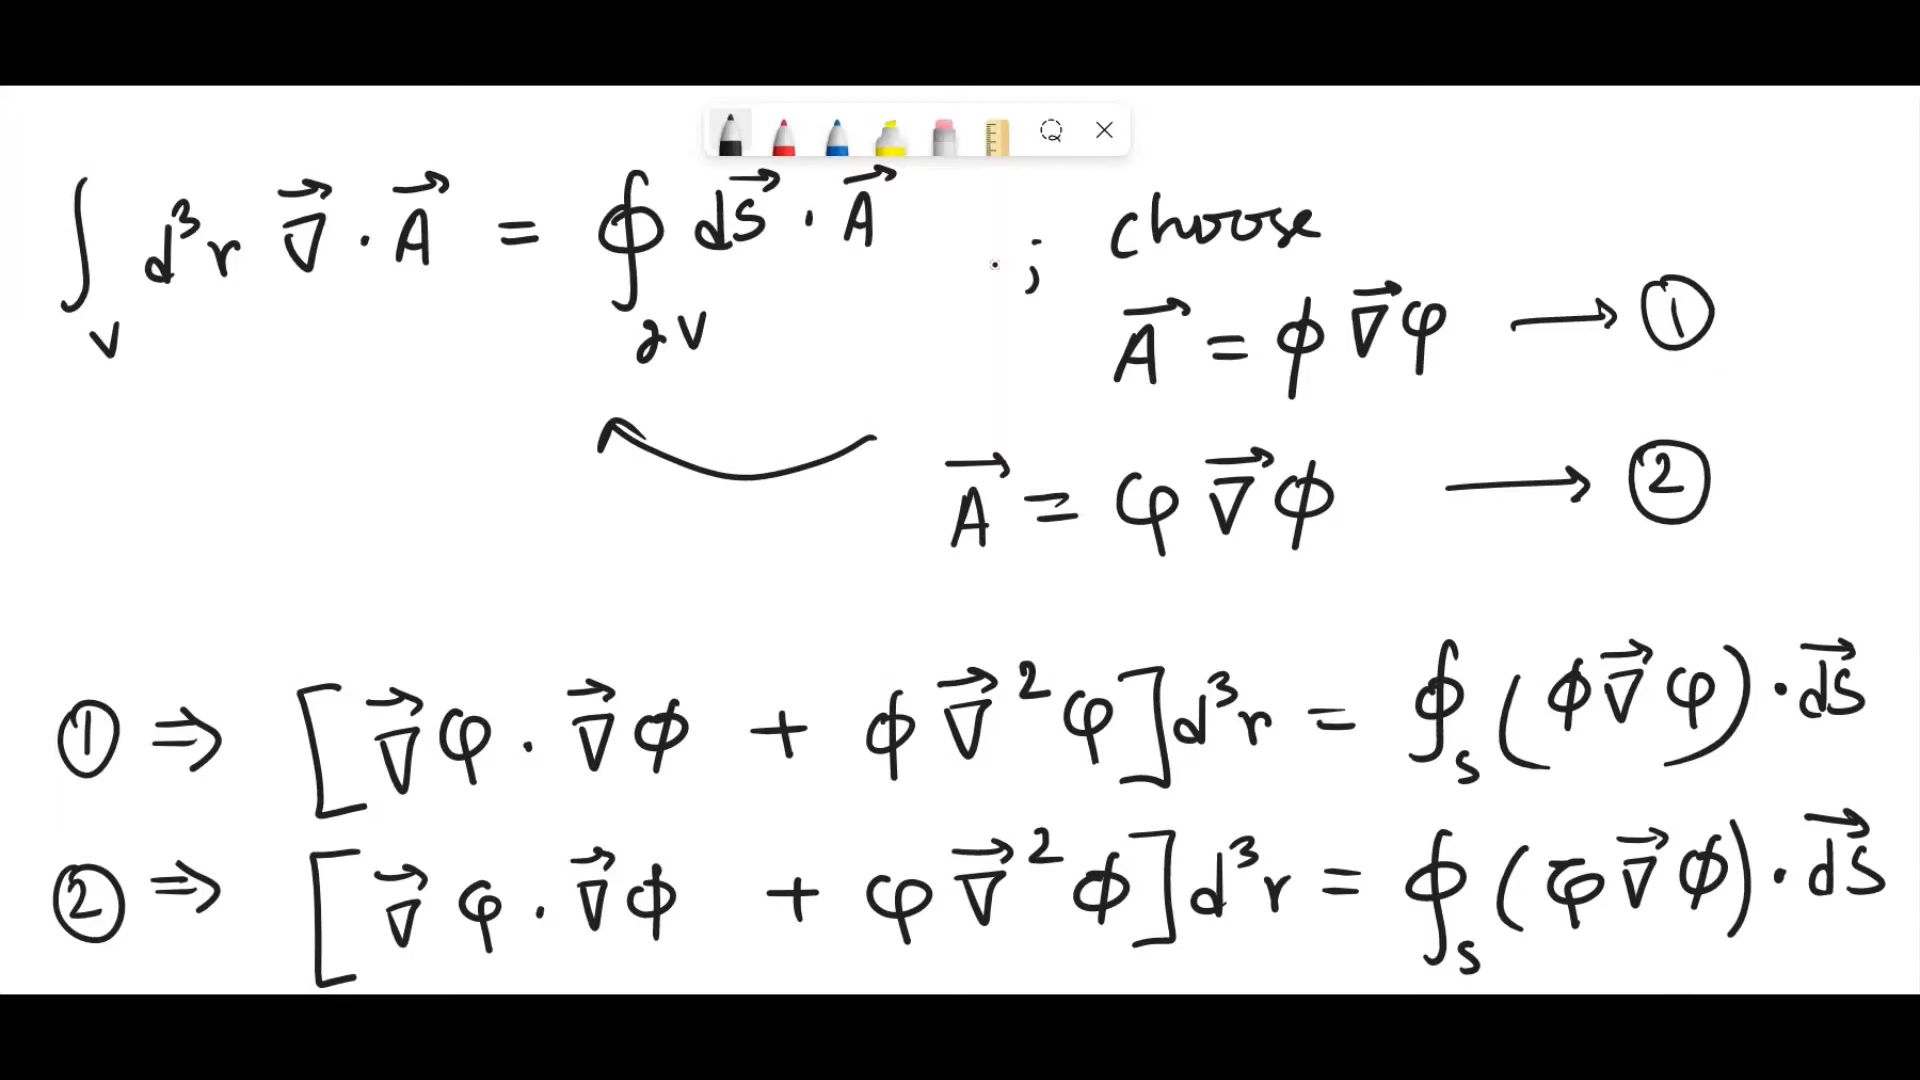 ∫_V d³r ∇⃗ · A⃗ = ∮_∂V dS⃗ · A⃗ ; choose
A⃗ = ϕ ∇⃗φ ⟶ ①
A⃗ = φ ∇⃗ϕ ⟶ ②
① ⇒ [∇⃗φ · ∇⃗ϕ + ϕ ∇⃗²φ] d³r = ∮_S (ϕ ∇⃗φ) · dS⃗
② ⇒ [∇⃗φ · ∇⃗ϕ + φ ∇⃗²ϕ] d³r = ∮_S (φ ∇⃗ϕ) · dS⃗